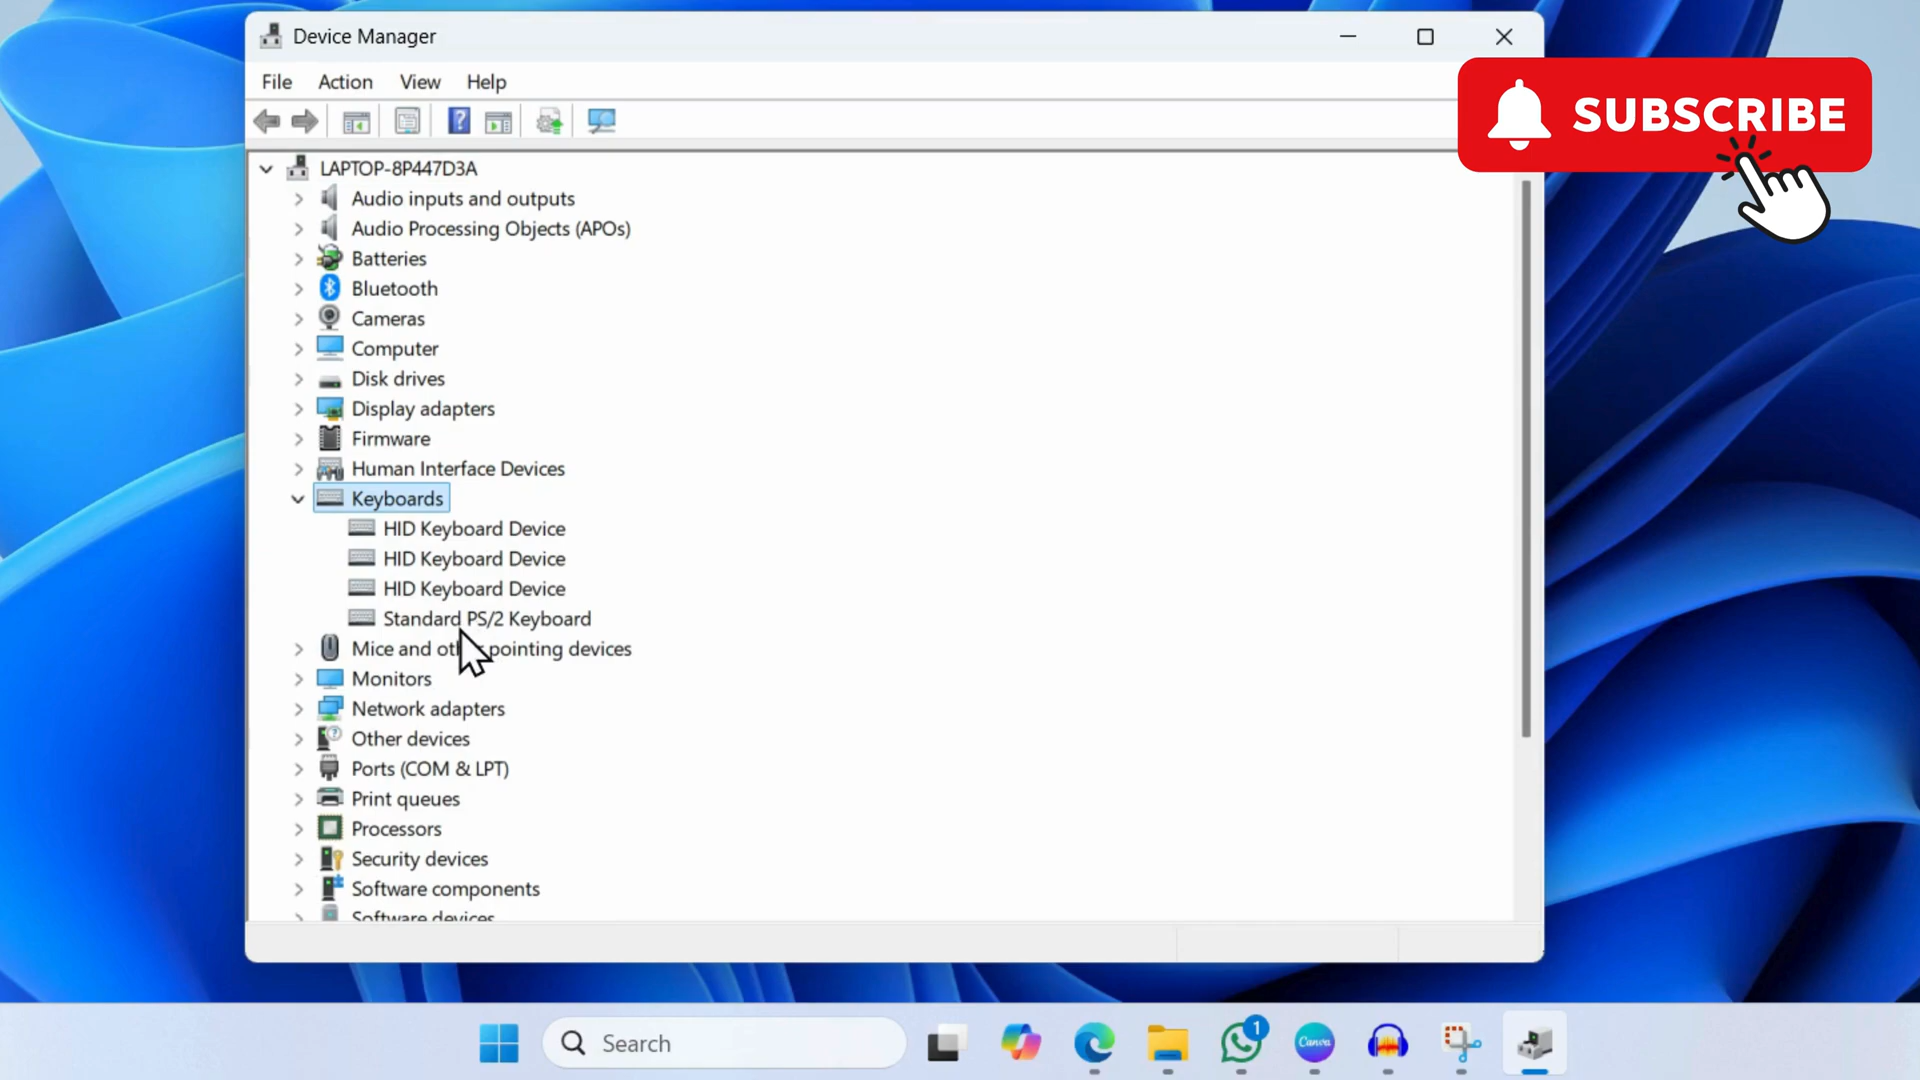 Device Manager
File Action View Help
SUBSCRIBE
LAPTOP-8P447D3A
Audio inputs and outputs
Audio Processing Objects (APOs)
Batteries
Bluetooth
Cameras
Computer
Disk drives
Display adapters
Firmware
Human Interface Devices
Keyboards
HID Keyboard Device
HID Keyboard Device
HID Keyboard Device
Standard PS/2 Keyboard
Mice and other pointing devices
Monitors
Network adapters
Other devices
Ports (COM & LPT)
Print queues
Processors
Security devices
Software components
Software devices
Search
1
Canva